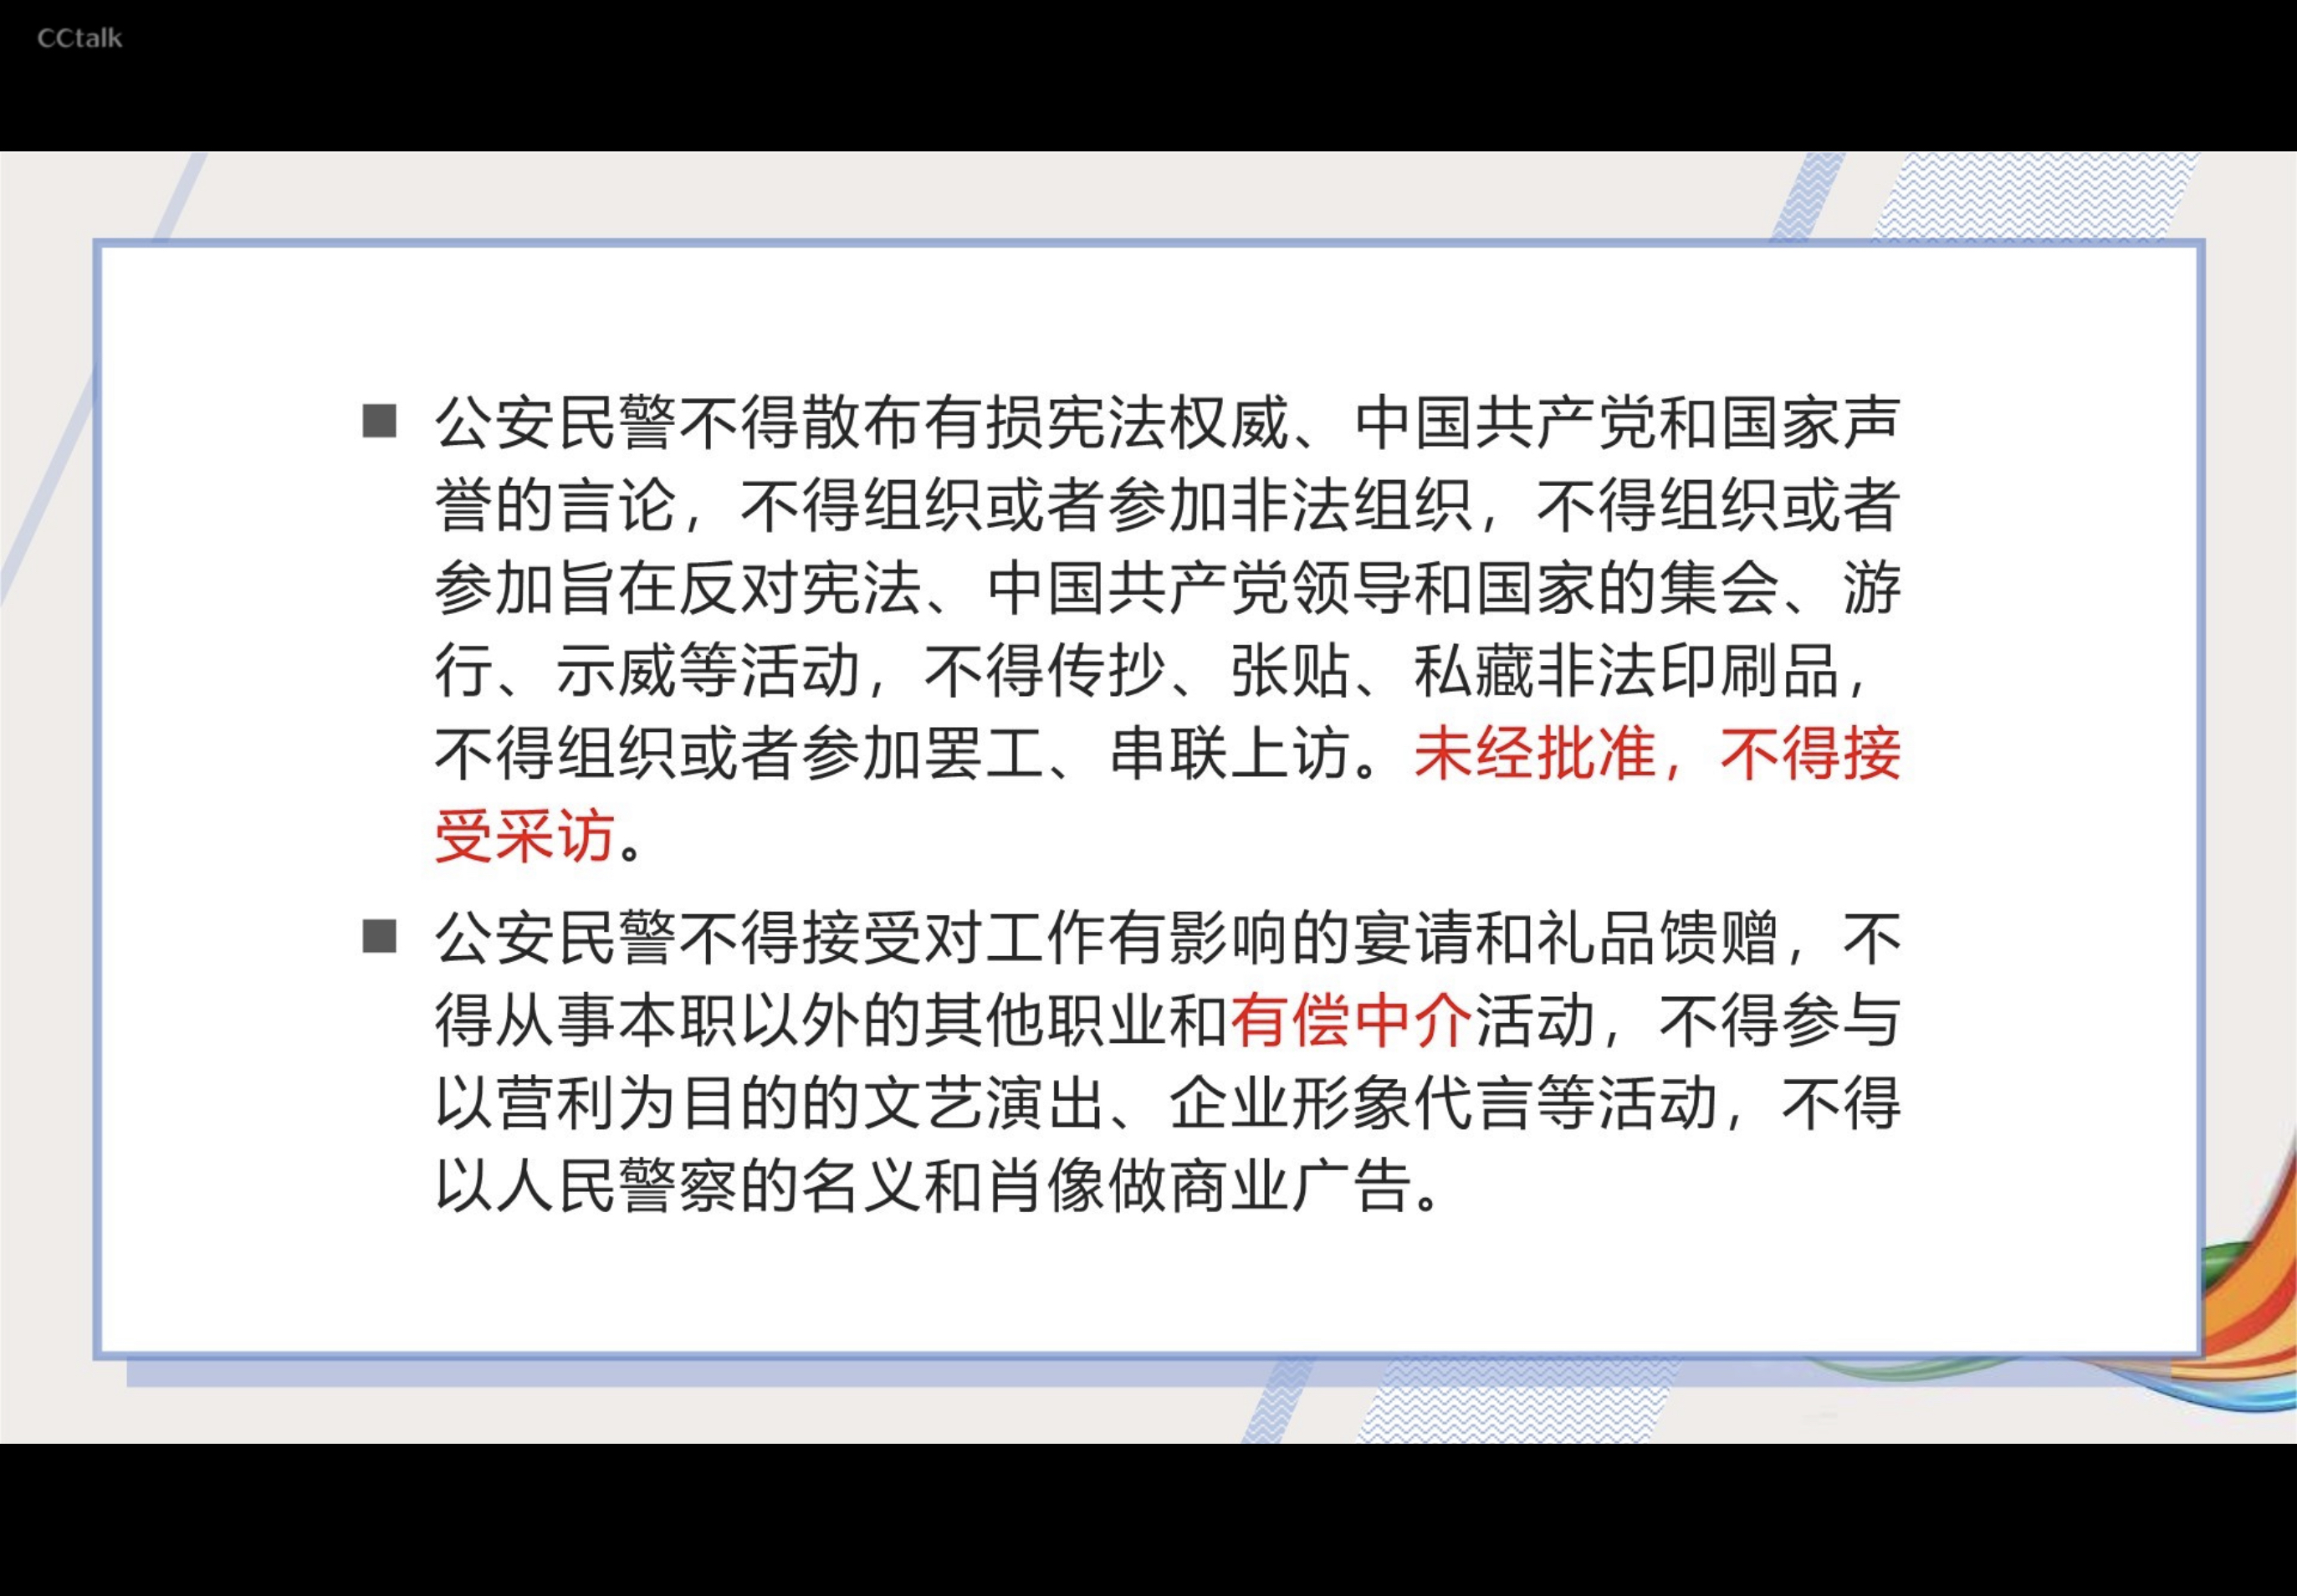 CCtalk
■ 公安民警不得散布有损宪法权威、中国共产党和国家声
誉的言论，不得组织或者参加非法组织，不得组织或者
参加旨在反对宪法、中国共产党领导和国家的集会、游
行、示威等活动，不得传抄、张贴、私藏非法印刷品，
不得组织或者参加罢工、串联上访。未经批准，不得接
受采访。
■ 公安民警不得接受对工作有影响的宴请和礼品馈赠，不
得从事本职以外的其他职业和有偿中介活动，不得参与
以营利为目的的文艺演出、企业形象代言等活动，不得
以人民警察的名义和肖像做商业广告。